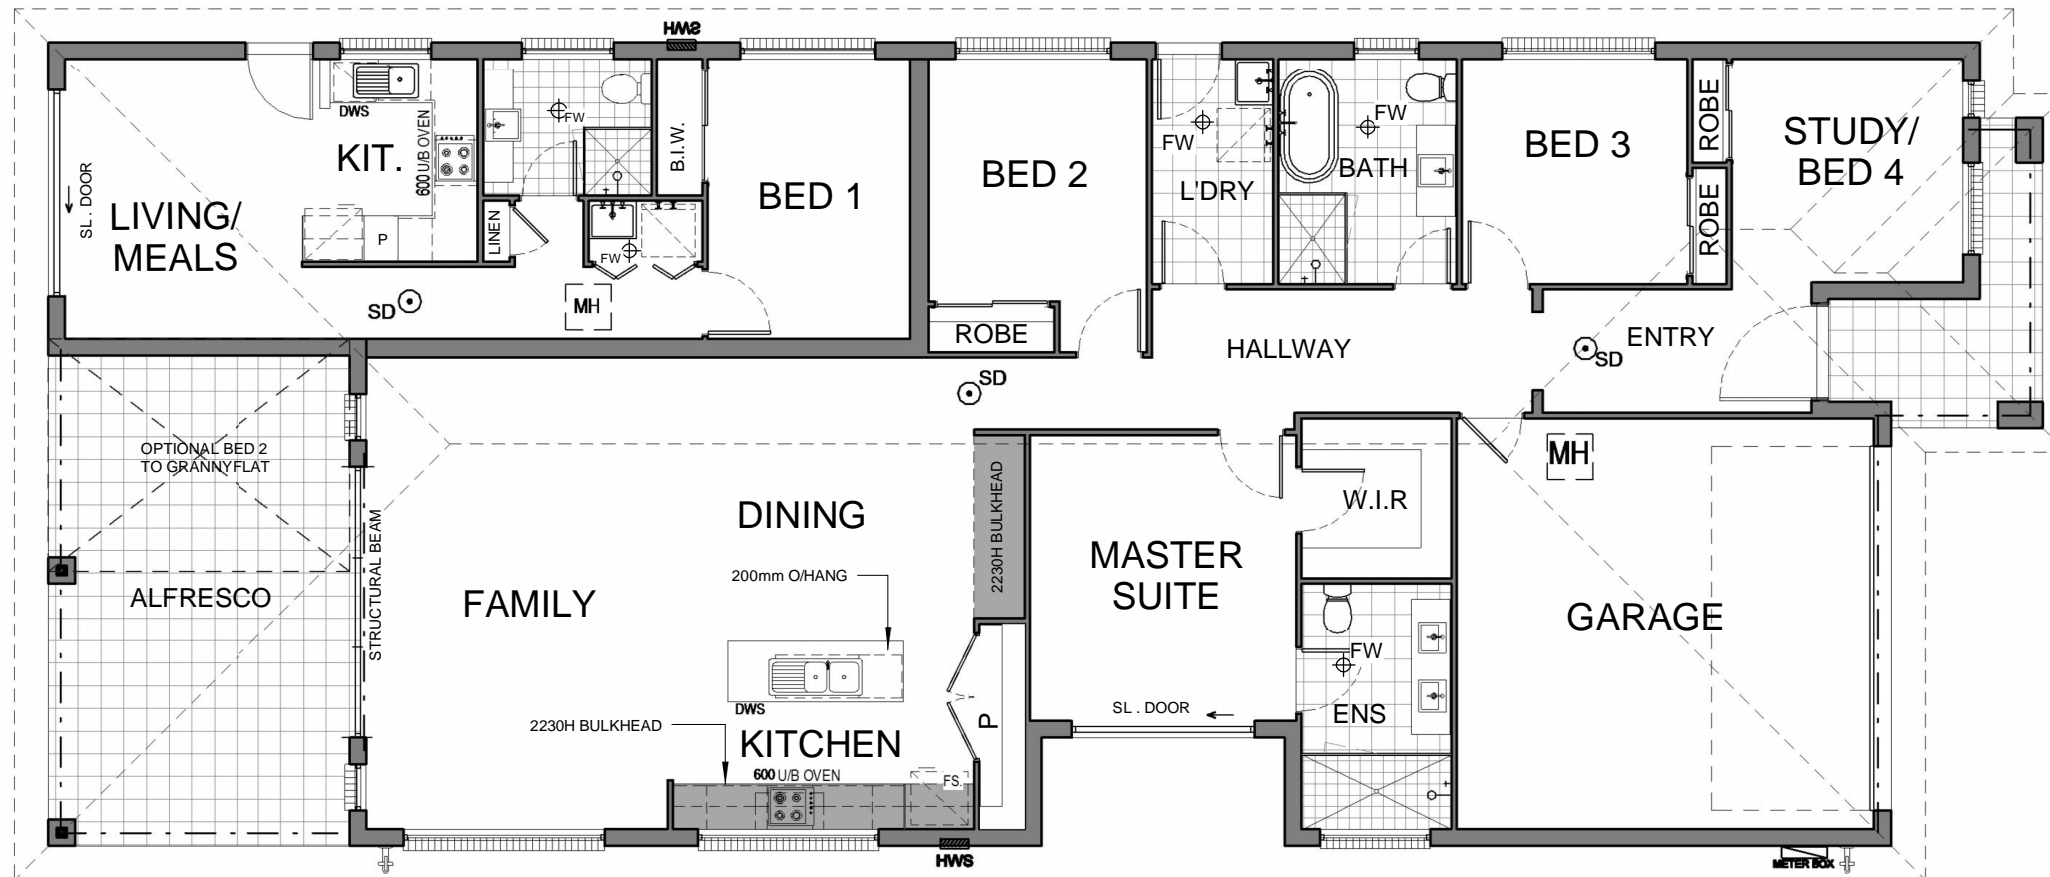 HWS
DWS
600 U/B OVEN
KIT.
SL . DOOR
LIVING/
MEALS
P
FW
LINEN
B.I.W.
FW
BED 1
SD
MH
BED 2
ROBE
FW
L'DRY
FW
BATH
BED 3
ROBE
ROBE
STUDY/
BED 4
HALLWAY
ENTRY
SD
SD
OPTIONAL BED 2
TO GRANNYFLAT
ALFRESCO
STRUCTURAL BEAM
FAMILY
DINING
2230H BULKHEAD
200mm O/HANG
DWS
2230H BULKHEAD
KITCHEN
600 U/B OVEN
FS.
P
HWS
MASTER
SUITE
SL . DOOR
W.I.R
FW
ENS
MH
GARAGE
METER BOX